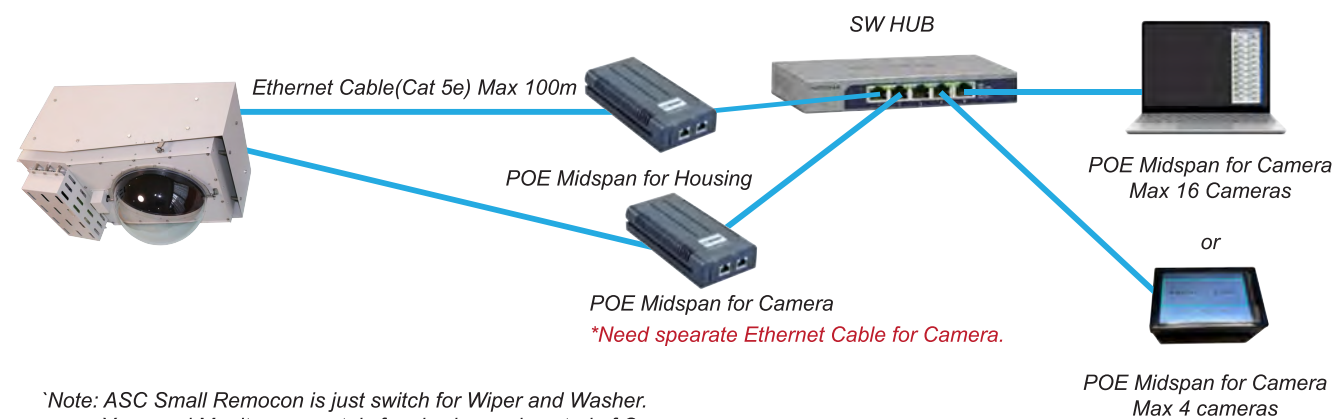 SW HUB
Ethernet Cable(Cat 5e) Max 100m
POE Midspan for Housing
POE Midspan for Camera
Max 16 Cameras
or
POE Midspan for Camera
*Need spearate Ethernet Cable for Camera.
POE Midspan for Camera
Max 4 cameras
`Note: ASC Small Remocon is just switch for Wiper and Washer.